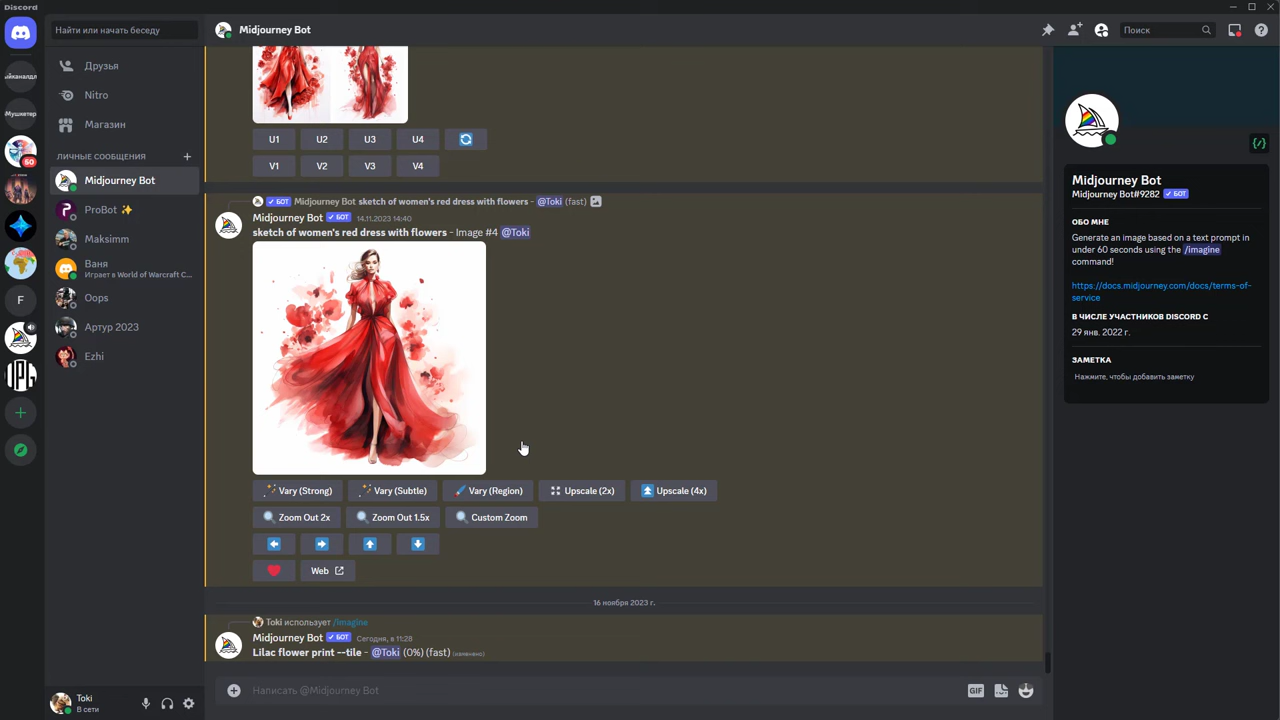 Discord
Найти или начать беседу
Midjourney Bot
Поиск
Друзья
Nitro
Магазин
ЛИЧНЫЕ СООБЩЕНИЯ
Midjourney Bot
ProBot ✨
Maksimm
Ваня
Играет в World of Warcraft C...
Oops
Артур 2023
Ezhi
Мушкетер
50
F
U1 U2 U3 U4
V1 V2 V3 V4
✓ БОТ Midjourney Bot sketch of women's red dress with flowers - @Toki (fast)
Midjourney Bot ✓ БОТ 14.11.2023 14:40
sketch of women's red dress with flowers - Image #4 @Toki
Vary (Strong) Vary (Subtle) Vary (Region) Upscale (2x) Upscale (4x)
Zoom Out 2x Zoom Out 1.5x Custom Zoom
Web
16 ноября 2023 г.
Toki использует /imagine
Midjourney Bot ✓ БОТ Сегодня, в 11:28
Lilac flower print --tile - @Toki (0%) (fast) (изменено)
Написать @Midjourney Bot
GIF
Toki
В сети
Midjourney Bot
Midjourney Bot#9282 ✓ БОТ
ОБО МНЕ
Generate an image based on a text prompt in
under 60 seconds using the /imagine
command!
https://docs.midjourney.com/docs/terms-of-
service
В ЧИСЛЕ УЧАСТНИКОВ DISCORD С
29 янв. 2022 г.
ЗАМЕТКА
Нажмите, чтобы добавить заметку